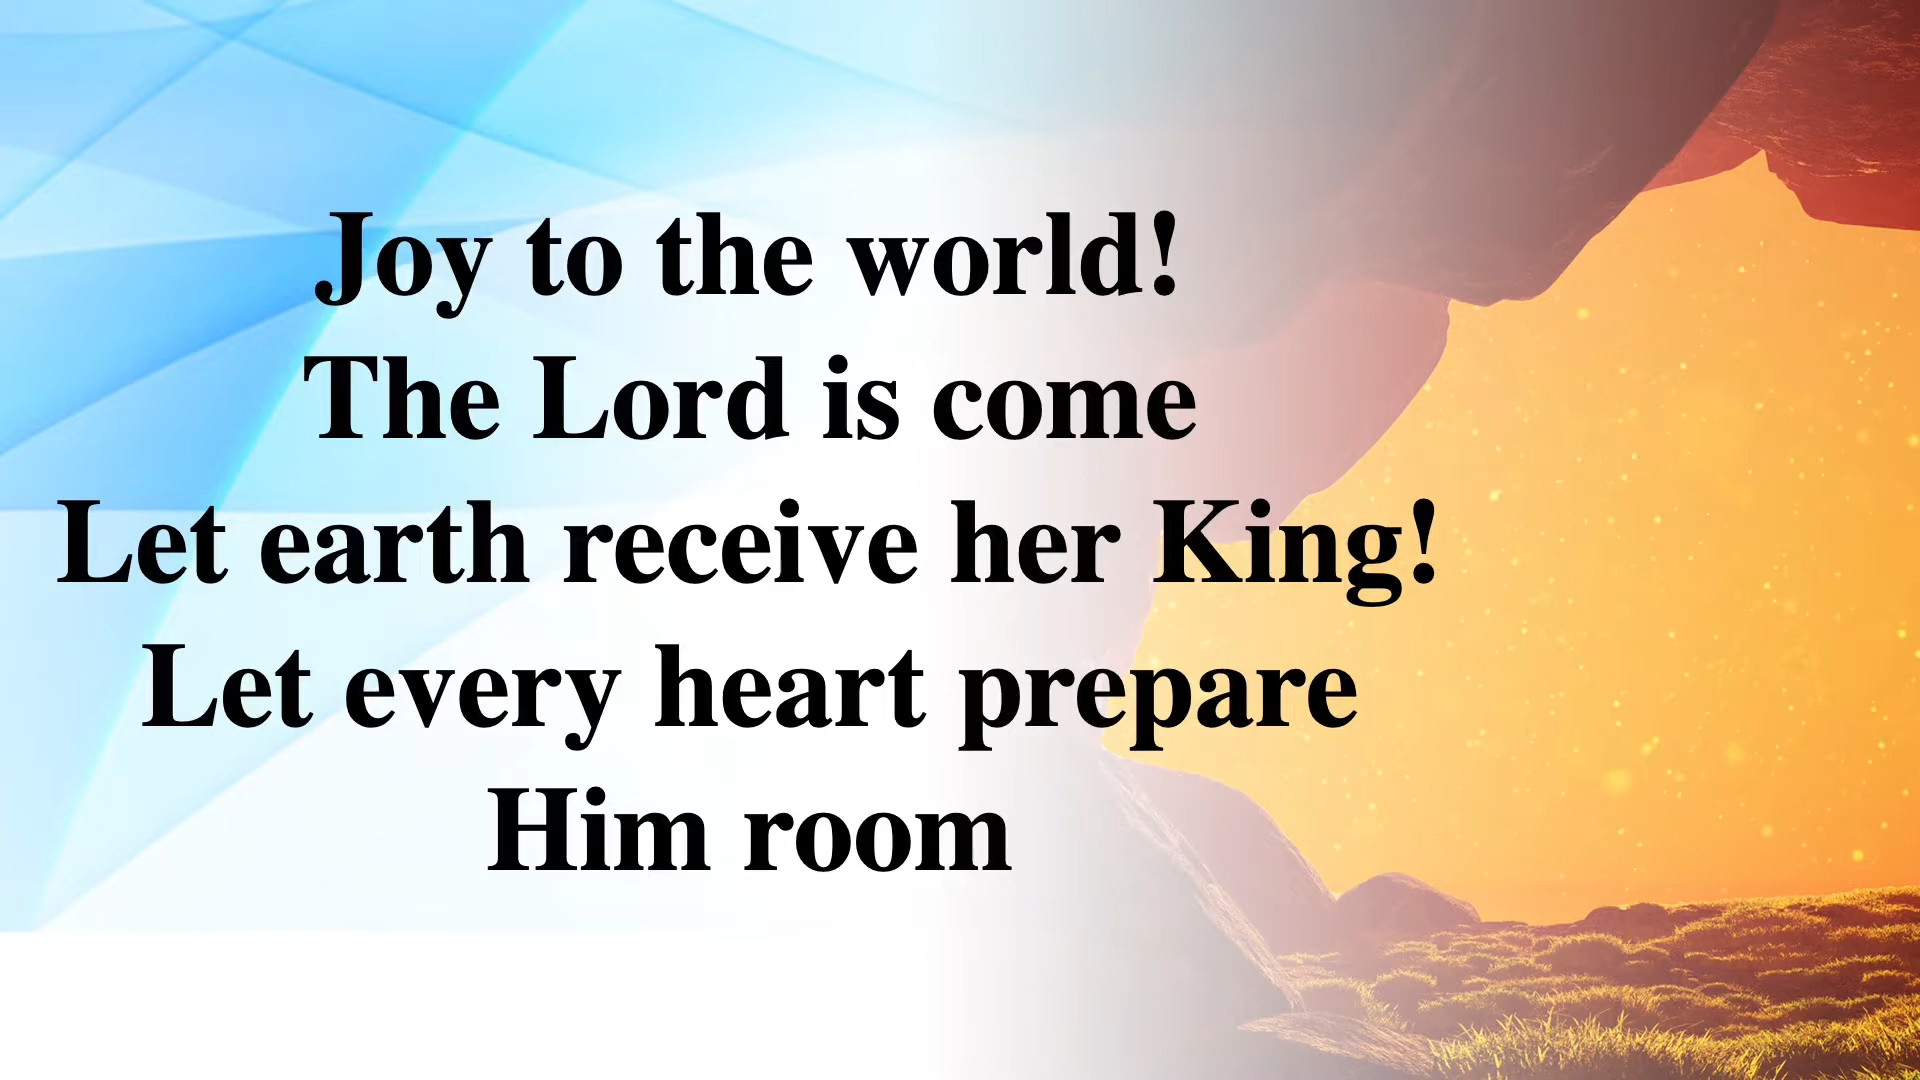 Joy to the world!
The Lord is come
Let earth receive her King!
Let every heart prepare
Him room